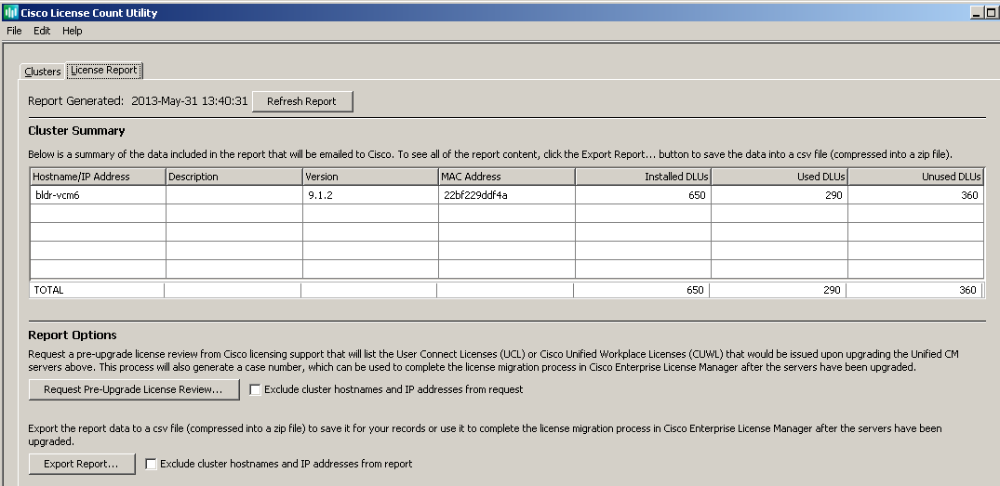 Cisco License Count Utility
File Edit Help
Clusters License Report
Report Generated: 2013-May-31 13:40:31 Refresh Report
Cluster Summary
Below is a summary of the data included in the report that will be emailed to Cisco. To see all of the report content, click the Export Report... button to save the data into a csv file (compressed into a zip file).
Hostname/IP Address Description Version MAC Address Installed DLUs Used DLUs Unused DLUs
bldr-vcm6 9.1.2 22bf229ddf4a 650 290 360
TOTAL 650 290 360
Report Options
Request a pre-upgrade license review from Cisco licensing support that will list the User Connect Licenses (UCL) or Cisco Unified Workplace Licenses (CUWL) that would be issued upon upgrading the Unified CM
servers above. This process will also generate a case number, which can be used to complete the license migration process in Cisco Enterprise License Manager after the servers have been upgraded.
Request Pre-Upgrade License Review... Exclude cluster hostnames and IP addresses from request
Export the report data to a csv file (compressed into a zip file) to save it for your records or use it to complete the license migration process in Cisco Enterprise License Manager after the servers have been
upgraded.
Export Report... Exclude cluster hostnames and IP addresses from report